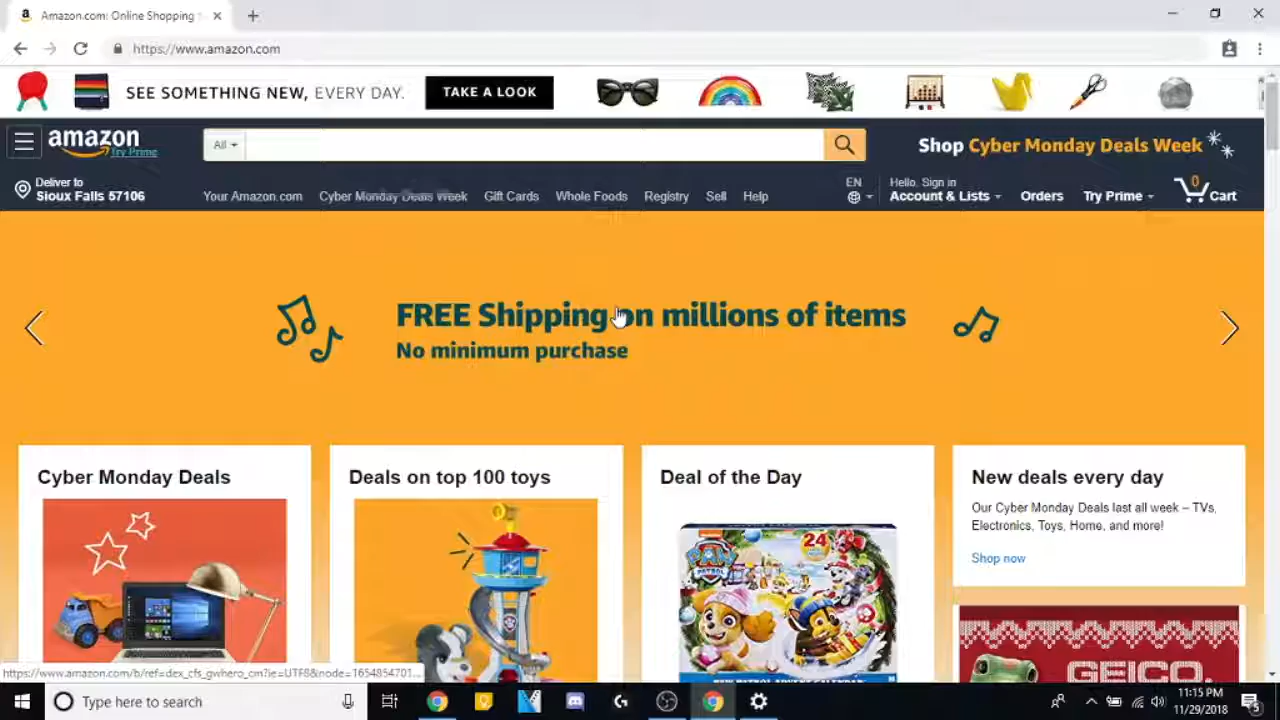 Amazon.com: Online Shopping
https://www.amazon.com
SEE SOMETHING NEW, EVERY DAY.
TAKE A LOOK
amazon
Try Prime
All
Shop Cyber Monday Deals Week
Deliver to
Sioux Falls 57106
Your Amazon.com
Cyber Monday Deals Week
Gift Cards
Whole Foods
Registry
Sell
Help
EN
Hello, Sign in
Account & Lists
Orders
Try Prime
0
Cart
FREE Shipping on millions of items
No minimum purchase
Cyber Monday Deals
Deals on top 100 toys
Deal of the Day
New deals every day
Our Cyber Monday Deals last all week – TVs,
Electronics, Toys, Home, and more!
Shop now
24
PAW
PATROL
GEICO.
https://www.amazon.com/b/ref=dex_cfs_gwhero_cm?ie=UTF8&node=1654854701...
Type here to search
11:15 PM
11/29/2018